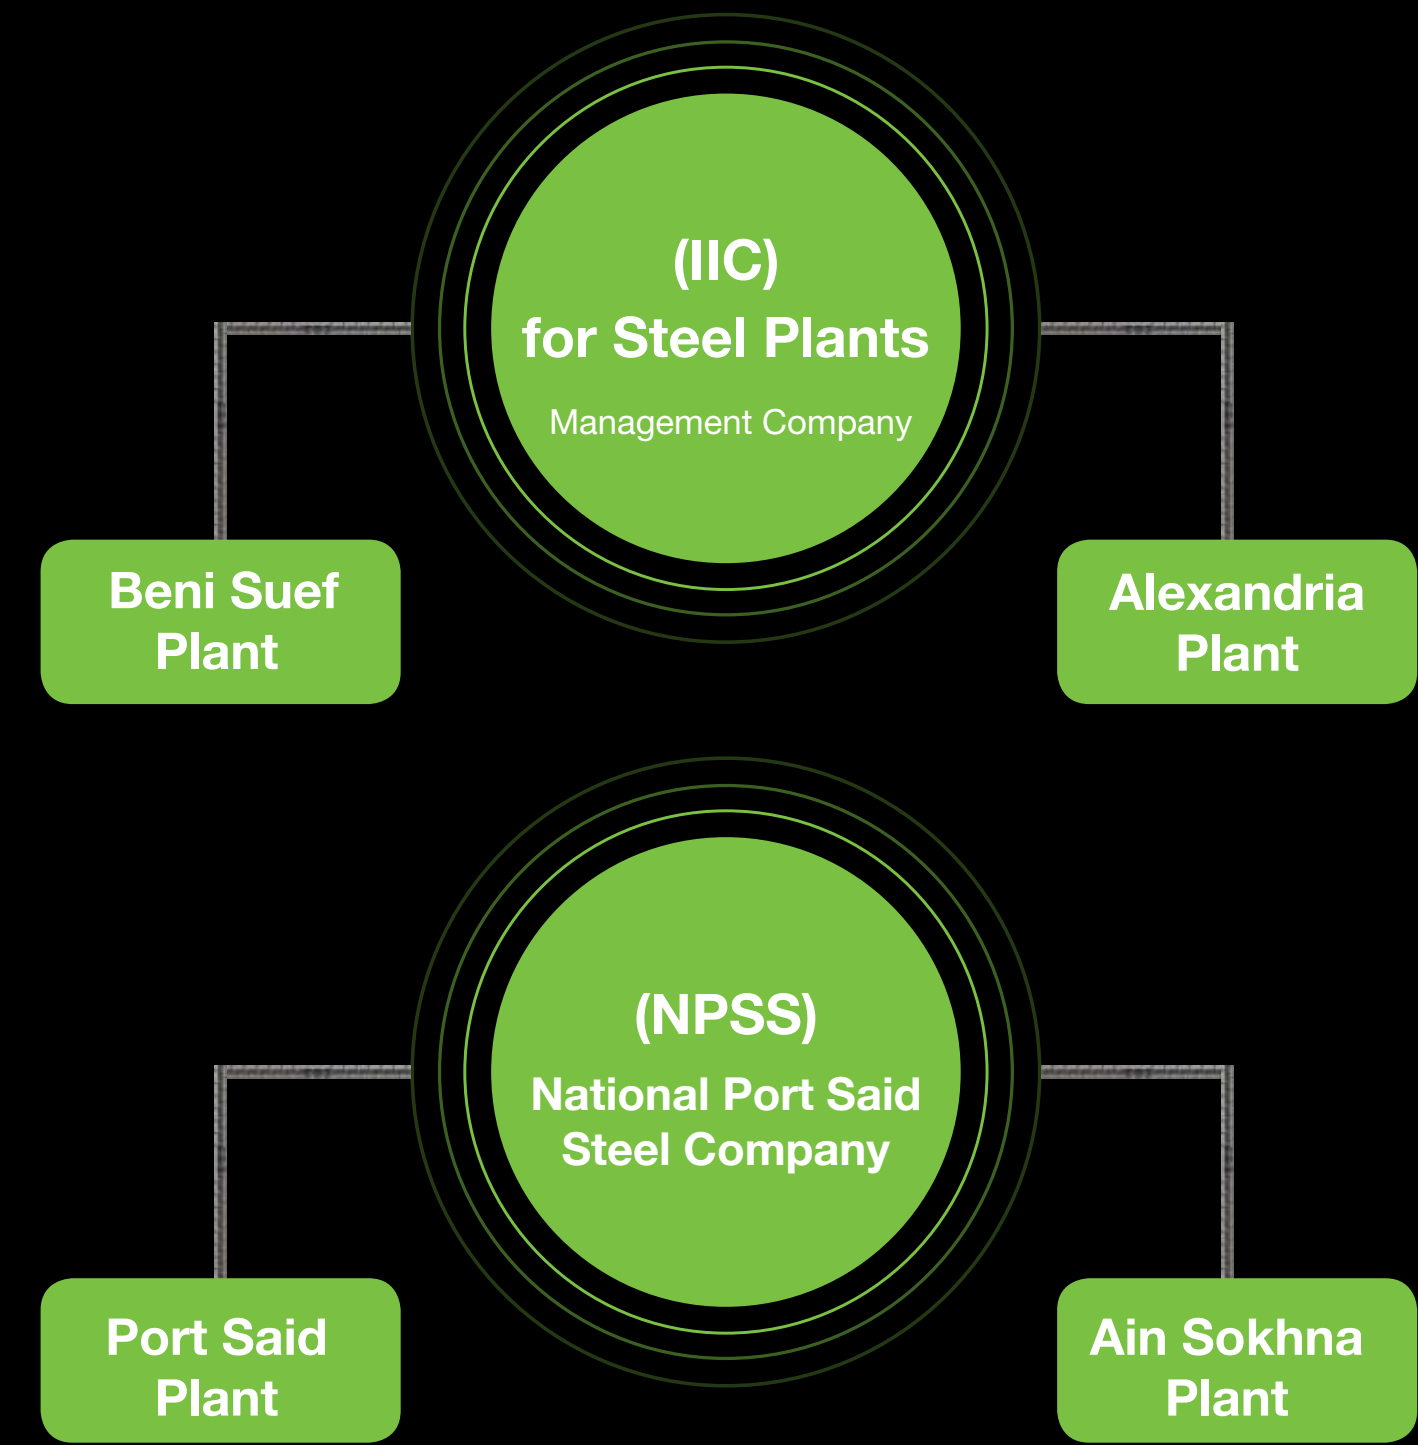 (IIC)
for Steel Plants
Management Company
Beni Suef
Plant
Alexandria
Plant
(NPSS)
National Port Said
Steel Company
Port Said
Plant
Ain Sokhna
Plant